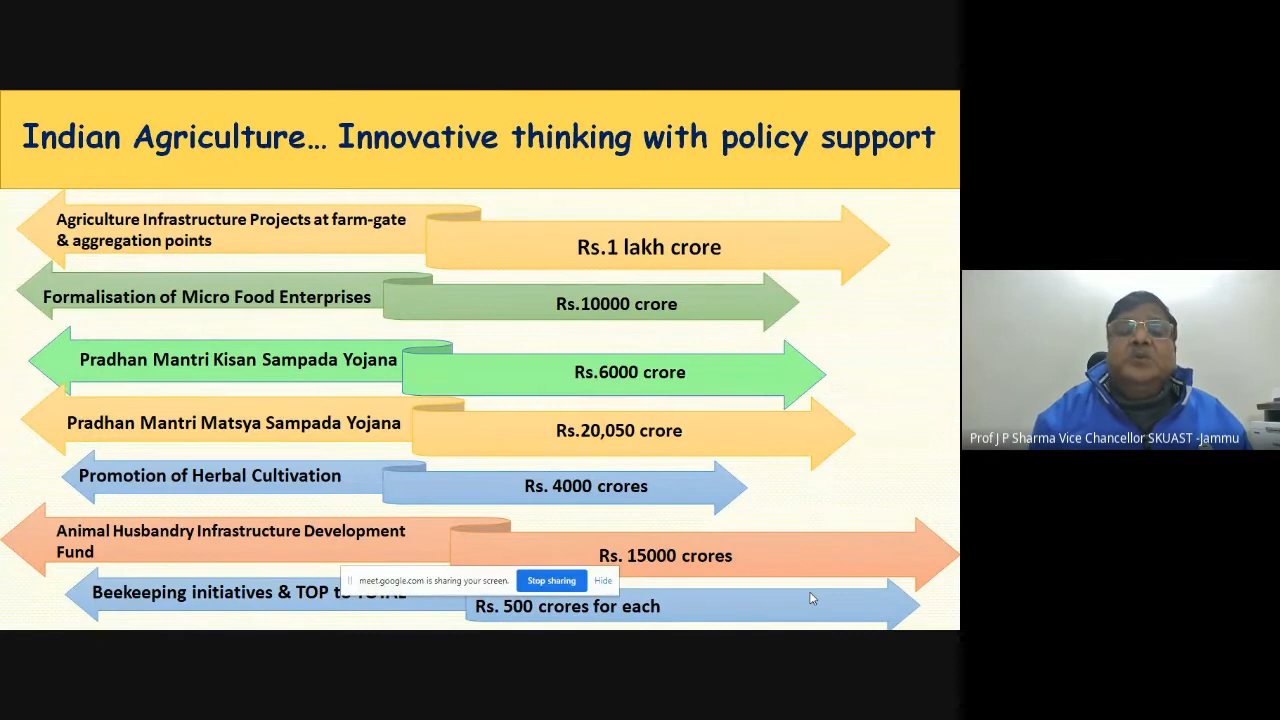 Indian Agriculture... Innovative thinking with policy support
Agriculture Infrastructure Projects at farm-gate
& aggregation points
Rs.1 lakh crore
Formalisation of Micro Food Enterprises
Rs.10000 crore
Pradhan Mantri Kisan Sampada Yojana
Rs.6000 crore
Pradhan Mantri Matsya Sampada Yojana
Rs.20,050 crore
Promotion of Herbal Cultivation
Rs. 4000 crores
Animal Husbandry Infrastructure Development
Fund
Rs. 15000 crores
meet.google.com is sharing your screen. Stop sharing Hide
Beekeeping initiatives & TOP to TOTAL
Rs. 500 crores for each
Prof J P Sharma Vice Chancellor SKUAST -Jammu